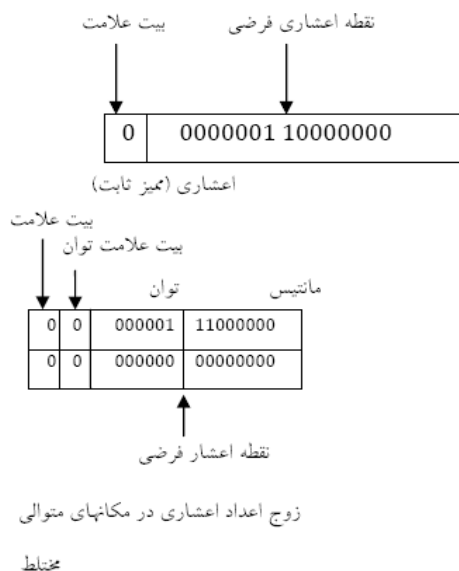 بیت علامت نقطه اعشاری فرضی
0 0000001 10000000
اعشاری (ممیز ثابت)
بیت علامت
بیت علامت توان
توان مانتیس
0 0 000001 11000000
0 0 000000 00000000
نقطه اعشار فرضی
زوج اعداد اعشاری در مکانهای متوالی
مختلط